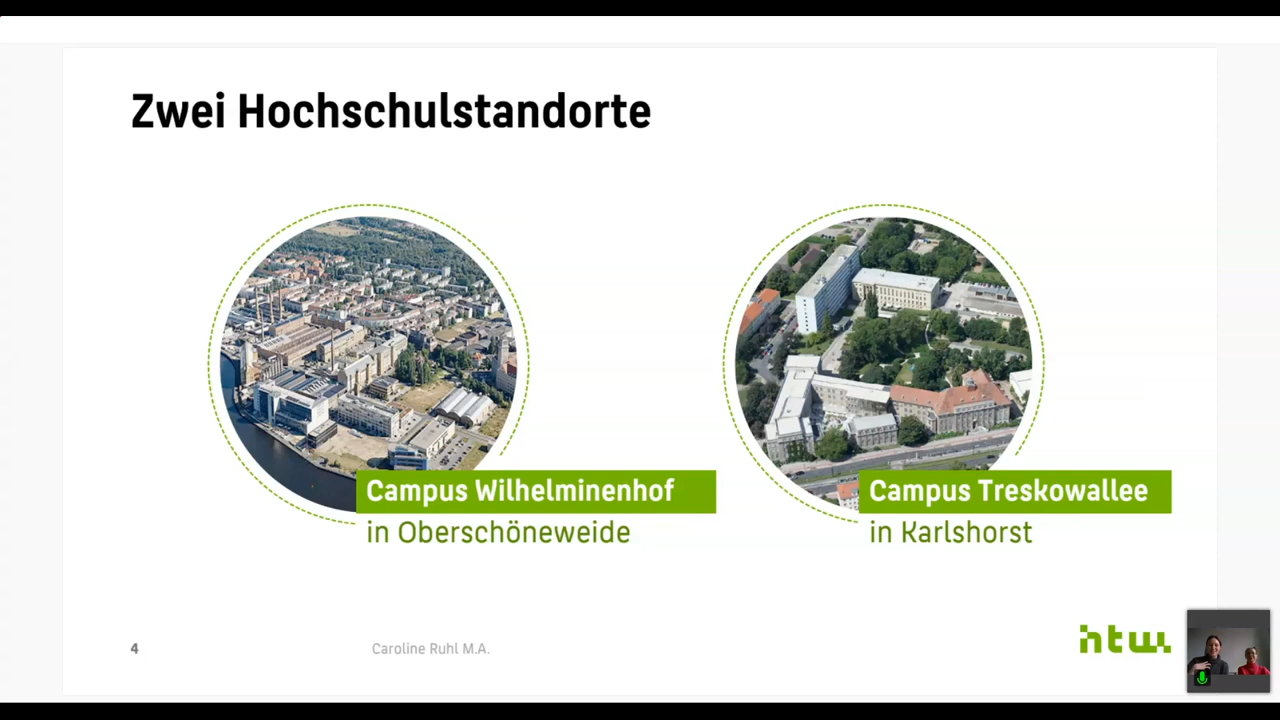 Zwei Hochschulstandorte
Campus Wilhelminenhof
in Oberschöneweide
Campus Treskowallee
in Karlshorst
4
Caroline Ruhl M.A.
htw.